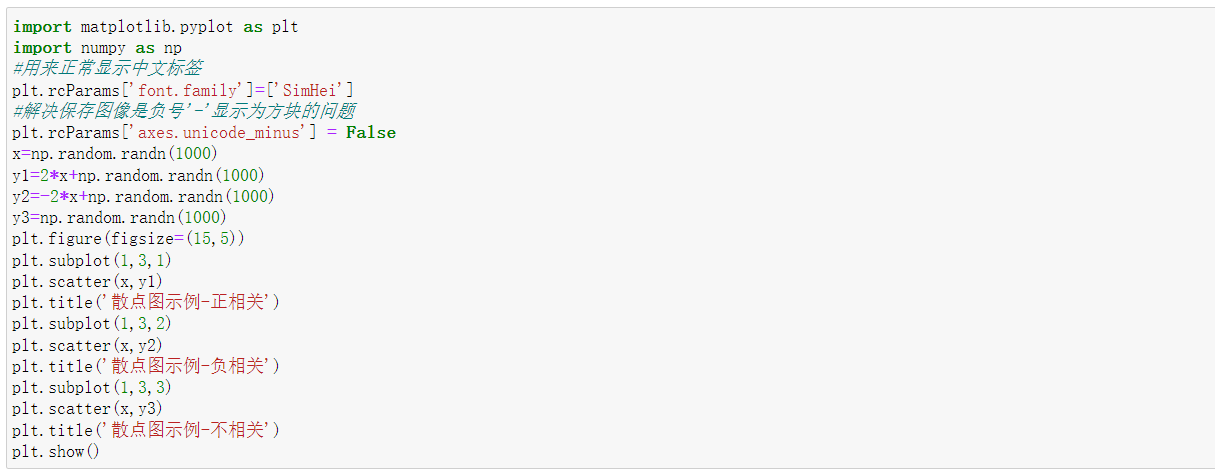 import matplotlib.pyplot as plt
import numpy as np
#用来正常显示中文标签
plt.rcParams['font.family']=['SimHei']
#解决保存图像是负号'-'显示为方块的问题
plt.rcParams['axes.unicode_minus'] = False
x=np.random.randn(1000)
y1=2*x+np.random.randn(1000)
y2=-2*x+np.random.randn(1000)
y3=np.random.randn(1000)
plt.figure(figsize=(15,5))
plt.subplot(1,3,1)
plt.scatter(x,y1)
plt.title('散点图示例-正相关')
plt.subplot(1,3,2)
plt.scatter(x,y2)
plt.title('散点图示例-负相关')
plt.subplot(1,3,3)
plt.scatter(x,y3)
plt.title('散点图示例-不相关')
plt.show()